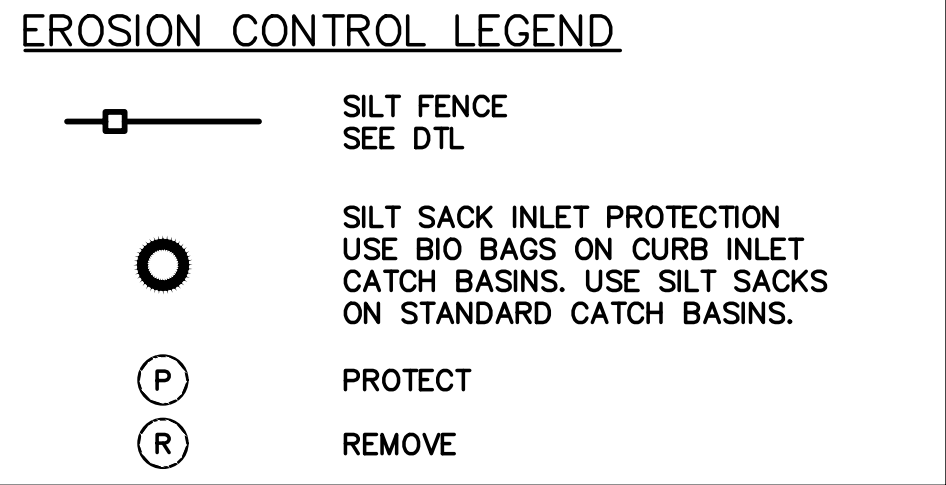 EROSION CONTROL LEGEND
SILT FENCE
SEE DTL
SILT SACK INLET PROTECTION
USE BIO BAGS ON CURB INLET
CATCH BASINS. USE SILT SACKS
ON STANDARD CATCH BASINS.
P PROTECT
R REMOVE